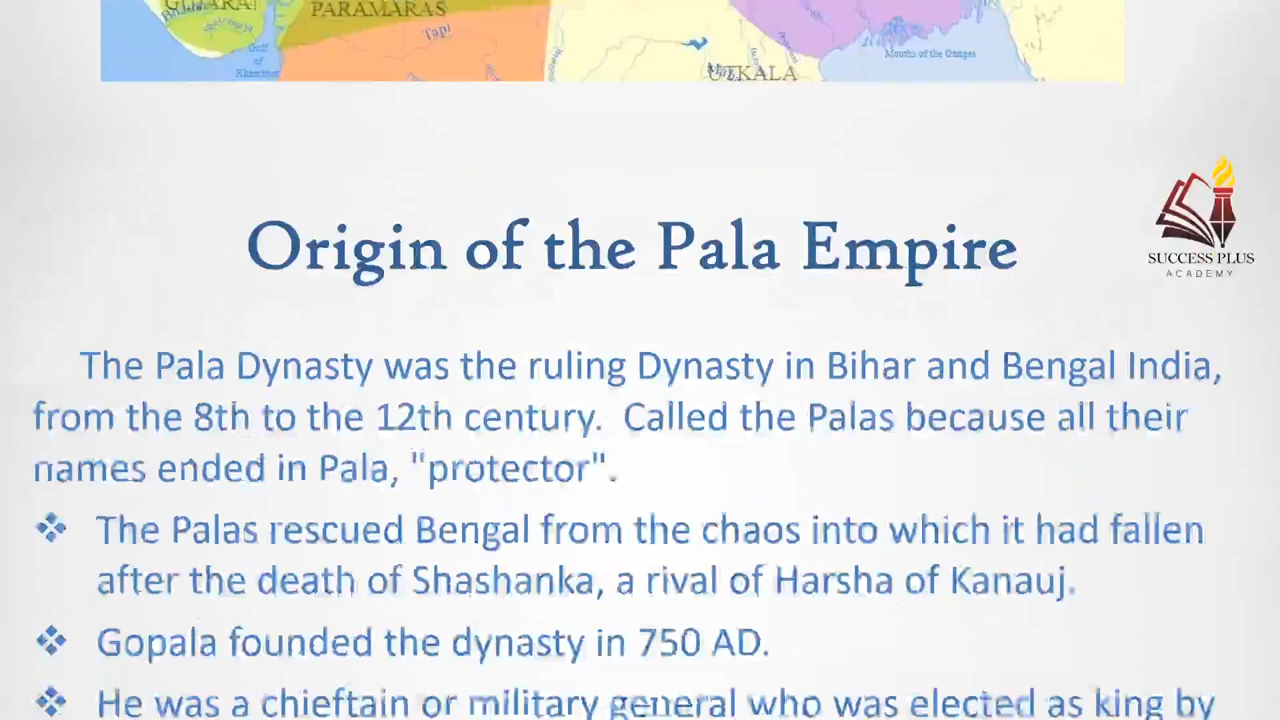 GUJARAT
PARAMARAS
Tapi
Gulf
of
Khambhat
UTKALA
Mouths of the Ganges
SUCCESS PLUS
ACADEMY
Origin of the Pala Empire
The Pala Dynasty was the ruling Dynasty in Bihar and Bengal India,
from the 8th to the 12th century. Called the Palas because all their
names ended in Pala, "protector".
❖ The Palas rescued Bengal from the chaos into which it had fallen
after the death of Shashanka, a rival of Harsha of Kanauj.
❖ Gopala founded the dynasty in 750 AD.
❖ He was a chieftain or military general who was elected as king by